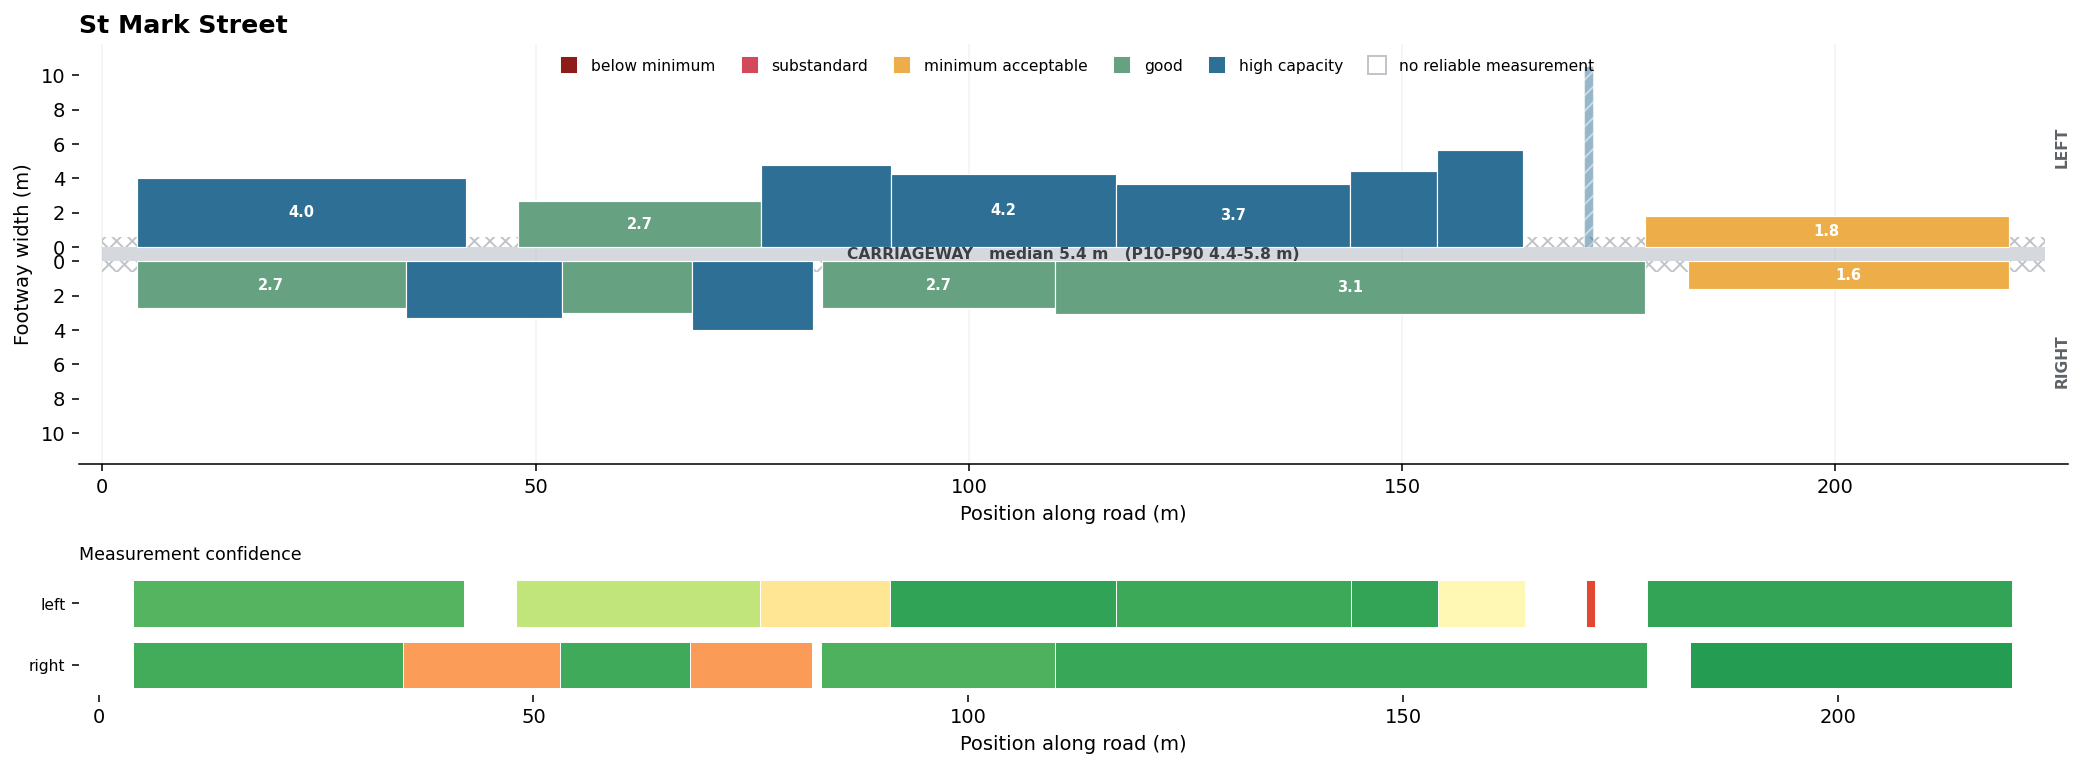 St Mark Street
below minimum substandard minimum acceptable good high capacity no reliable measurement
Footway width (m)
10
8
6
4
2
0
0
2
4
6
8
10
LEFT
RIGHT
4.0
2.7
4.2
3.7
1.8
CARRIAGEWAY median 5.4 m (P10-P90 4.4-5.8 m)
2.7
2.7
3.1
1.6
0 50 100 150 200
Position along road (m)
Measurement confidence
left
right
0 50 100 150 200
Position along road (m)